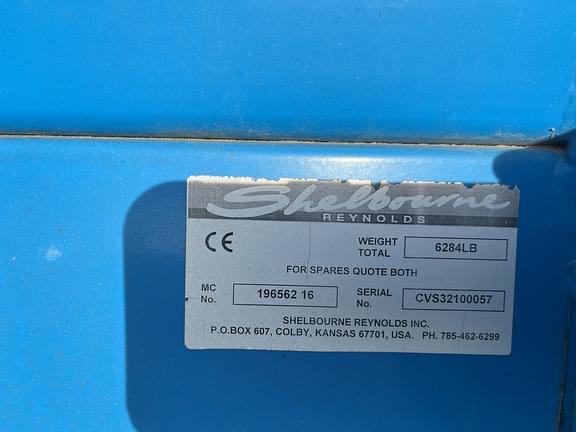 Shelbourne
REYNOLDS
CE
WEIGHT TOTAL 6284LB
FOR SPARES QUOTE BOTH
MC No. 196562 16 SERIAL No. CVS32100057
SHELBOURNE REYNOLDS INC.
P.O.BOX 607, COLBY, KANSAS 67701, USA. PH. 785-462-6299